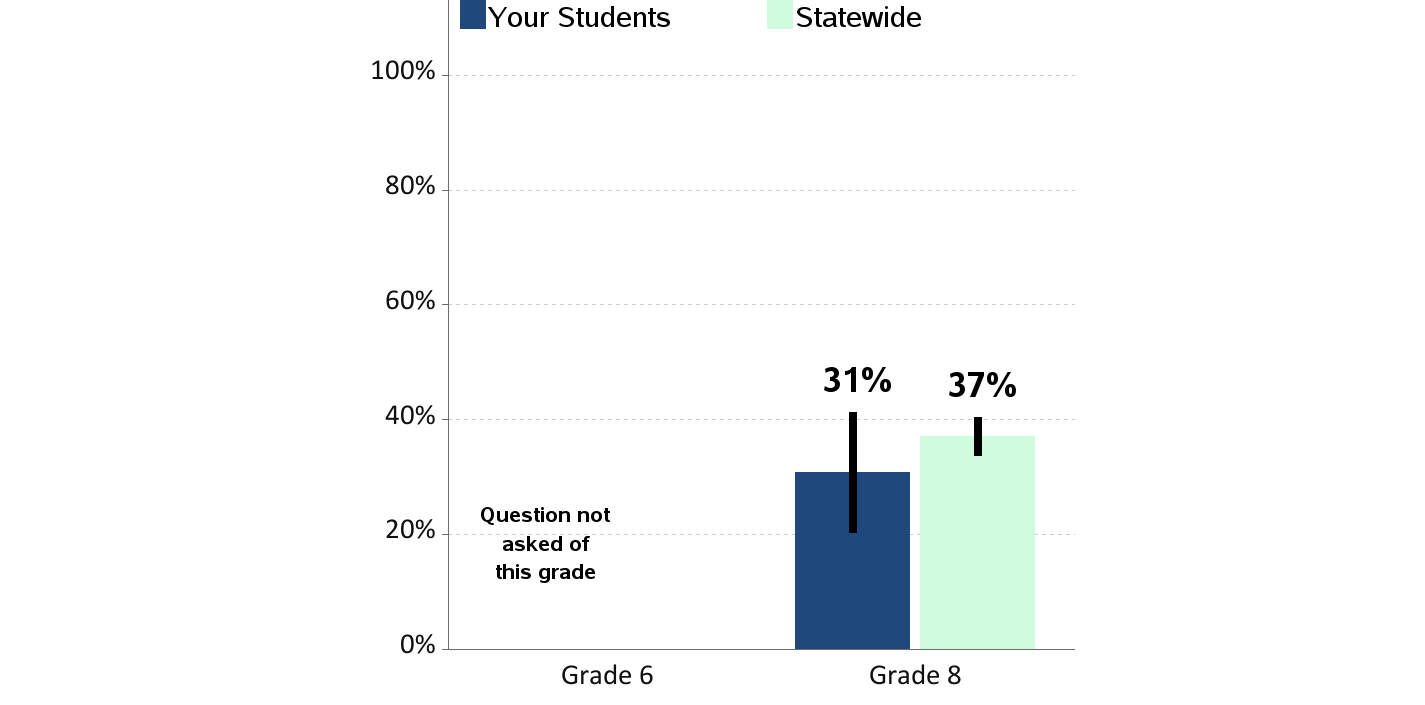 Your Students Statewide
100%
80%
60%
31% 37%
40%
Question not
20%
asked of
this grade
0%
Grade 6 Grade 8